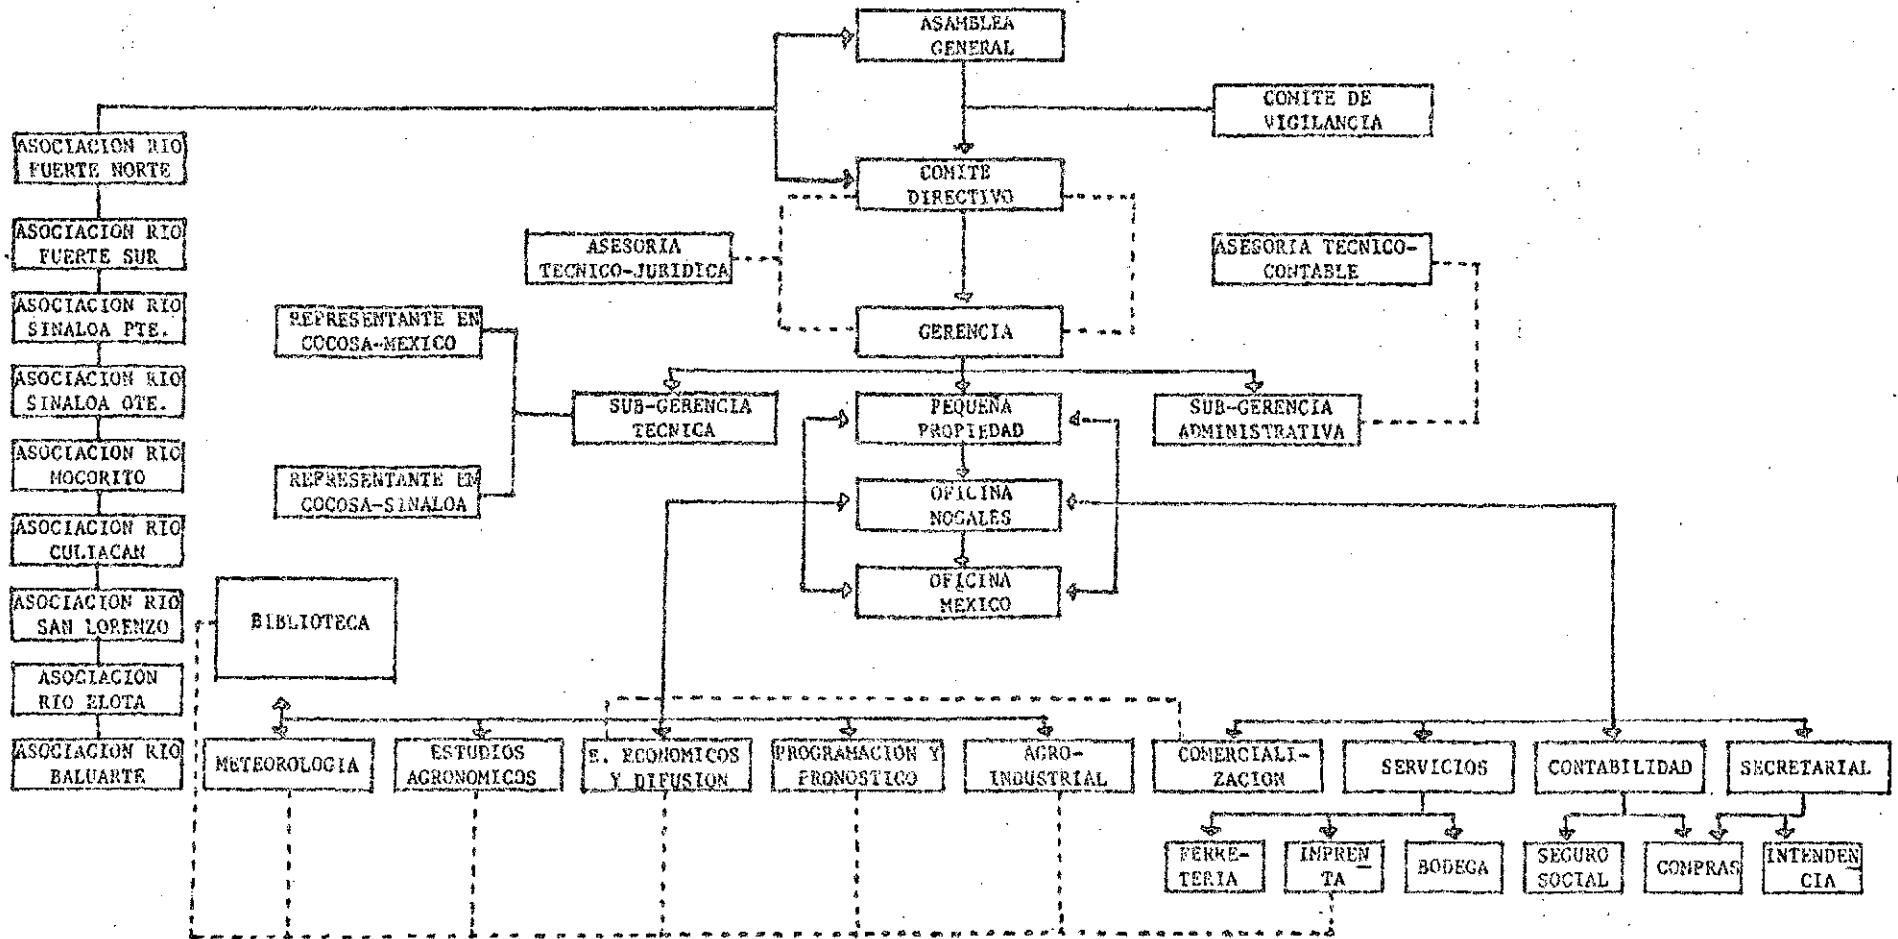 ASAMBLEA
GENERAL
COMITE DE
VIGILANCIA
ASOCIACION RIO
FUERTE NORTE
COMITE
DIRECTIVO
ASOCIACION RIO
FUERTE SUR
ASESORIA
TECNICO-JURIDICA
ASESORIA TECNICO-
CONTABLE
ASOCIACION RIO
SINALOA PTE.
REPRESENTANTE EN
COCOSA-MEXICO
GERENCIA
ASOCIACION RIO
SINALOA OTE.
SUB-GERENCIA
TECNICA
PEQUEÑA
PROPIEDAD
SUB-GERENCIA
ADMINISTRATIVA
ASOCIACION RIO
MOCORITO
REPRESENTANTE EN
COCOSA-SINALOA
OFICINA
NOGALES
ASOCIACION RIO
CULIACAN
OFICINA
MEXICO
ASOCIACION RIO
SAN LORENZO
BIBLIOTECA
ASOCIACION
RIO ELOTA
ASOCIACION RIO
BALUARTE
METEOROLOGIA
ESTUDIOS
AGRONOMICOS
E. ECONOMICOS
Y DIFUSION
PROGRAMACION Y
PRONOSTICO
AGRO-
INDUSTRIAL
COMERCIALI-
ZACION
SERVICIOS
CONTABILIDAD
SECRETARIAL
FERRE-
TERIA
IMPREN
TA
BODEGA
SEGURO
SOCIAL
COMPRAS
INTENDEN
CIA